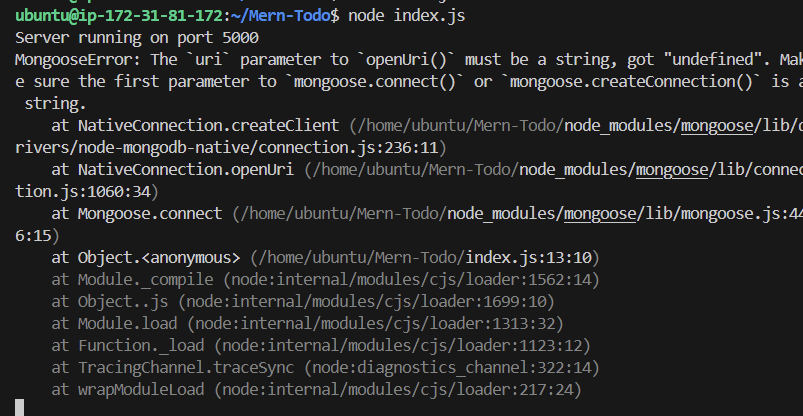 ubuntu@ip-172-31-81-172:~/Mern-Todo$ node index.js
Server running on port 5000
MongooseError: The `uri` parameter to `openUri()` must be a string, got "undefined". Mak
e sure the first parameter to `mongoose.connect()` or `mongoose.createConnection()` is a
 string.
    at NativeConnection.createClient (/home/ubuntu/Mern-Todo/node_modules/mongoose/lib/d
rivers/node-mongodb-native/connection.js:236:11)
    at NativeConnection.openUri (/home/ubuntu/Mern-Todo/node_modules/mongoose/lib/connec
tion.js:1060:34)
    at Mongoose.connect (/home/ubuntu/Mern-Todo/node_modules/mongoose/lib/mongoose.js:44
6:15)
    at Object.<anonymous> (/home/ubuntu/Mern-Todo/index.js:13:10)
    at Module._compile (node:internal/modules/cjs/loader:1562:14)
    at Object..js (node:internal/modules/cjs/loader:1699:10)
    at Module.load (node:internal/modules/cjs/loader:1313:32)
    at Function._load (node:internal/modules/cjs/loader:1123:12)
    at TracingChannel.traceSync (node:diagnostics_channel:322:14)
    at wrapModuleLoad (node:internal/modules/cjs/loader:217:24)